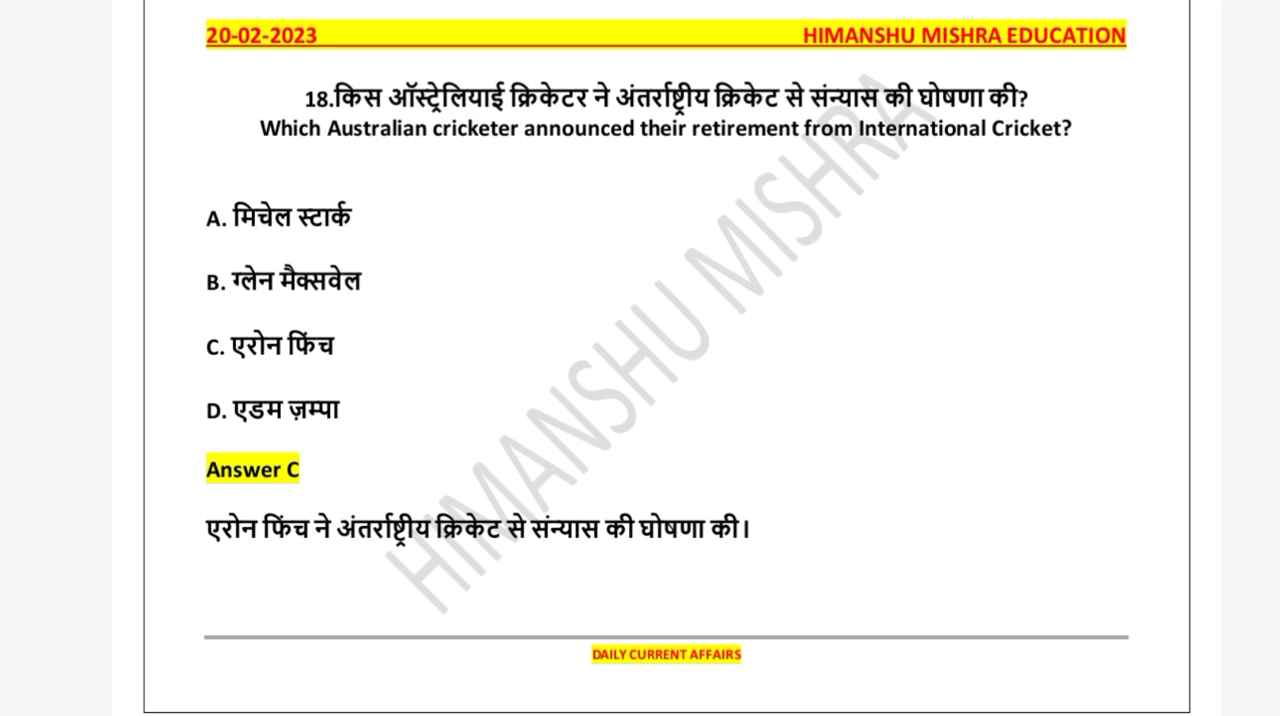 20-02-2023 HIMANSHU MISHRA EDUCATION
18.किस ऑस्ट्रेलियाई क्रिकेटर ने अंतर्राष्ट्रीय क्रिकेट से संन्यास की घोषणा की?
Which Australian cricketer announced their retirement from International Cricket?
A. मिचेल स्टार्क
B. ग्लेन मैक्सवेल
C. एरोन फिंच
D. एडम ज़म्पा
Answer C
एरोन फिंच ने अंतर्राष्ट्रीय क्रिकेट से संन्यास की घोषणा की।
HIMANSHU MISHRA
DAILY CURRENT AFFAIRS